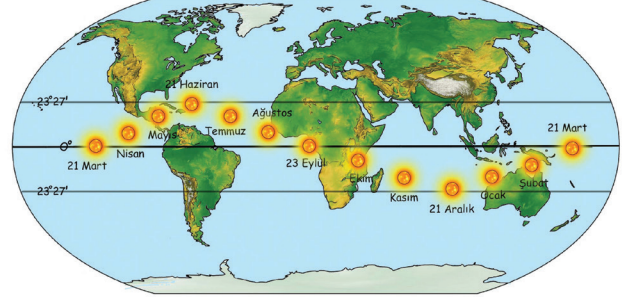 21 Haziran
23°27'
Ağustos
Mayıs
Temmuz
21 Mart
0°
Nisan
21 Mart
23 Eylül
Ekim
Şubat
23°27'
Kasım
Ocak
21 Aralık